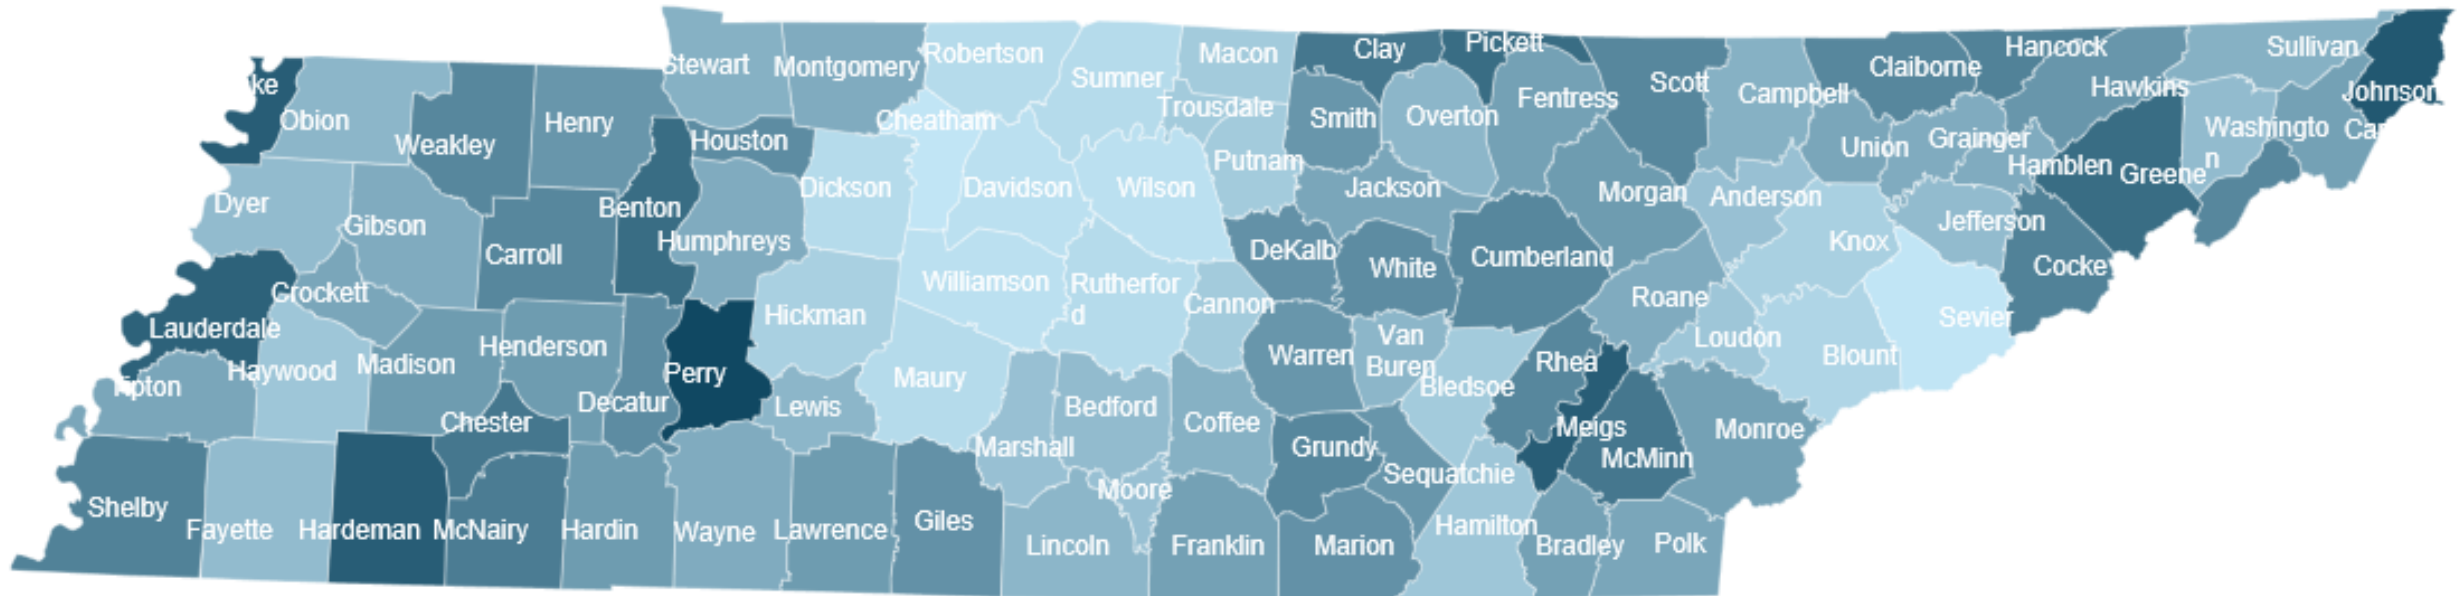 Stewart
Montgomery
Robertson
Sumner
Macon
Clay
Pickett
Scott
Claiborne
Hancock
Sullivan
ke
Obion
Weakley
Henry
Houston
Cheatham
Trousdale
Smith
Overton
Fentress
Campbell
Union
Grainger
Hawkins
Hamblen
Greene
Washingto
n
Car
Johnson
Dyer
Gibson
Carroll
Benton
Humphreys
Dickson
Davidson
Wilson
Putnam
Jackson
Morgan
Anderson
Knox
Jefferson
Cocke
DeKalb
White
Cumberland
Roane
Loudon
Sevier
Blount
Lauderdale
Crockett
Hickman
Williamson
Rutherfor
d
Cannon
Tipton
Haywood
Madison
Henderson
Decatur
Perry
Lewis
Maury
Bedford
Coffee
Warren
Van
Buren
Bledsoe
Rhea
Meigs
McMinn
Monroe
Chester
Marshall
Moore
Grundy
Sequatchie
Shelby
Fayette
Hardeman
McNairy
Hardin
Wayne
Lawrence
Giles
Lincoln
Franklin
Marion
Hamilton
Bradley
Polk